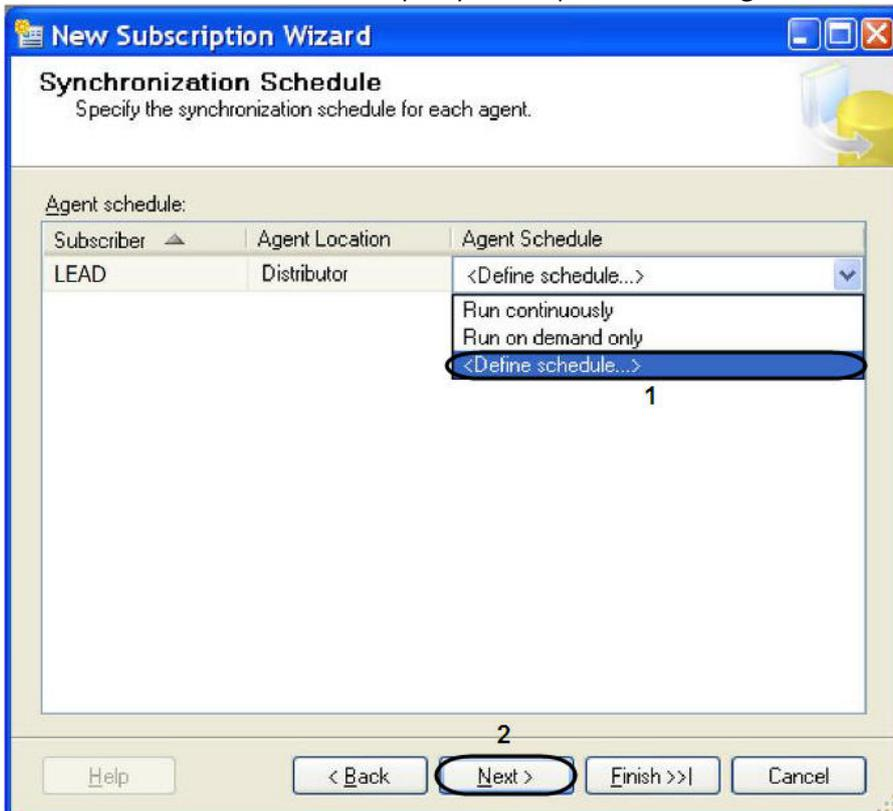 New Subscription Wizard
Synchronization Schedule
Specify the synchronization schedule for each agent.
Agent schedule:
Subscriber Agent Location Agent Schedule
LEAD Distributor <Define schedule...>
Run continuously
Run on demand only
<Define schedule...>
1
2
Help < Back Next > Finish >>| Cancel